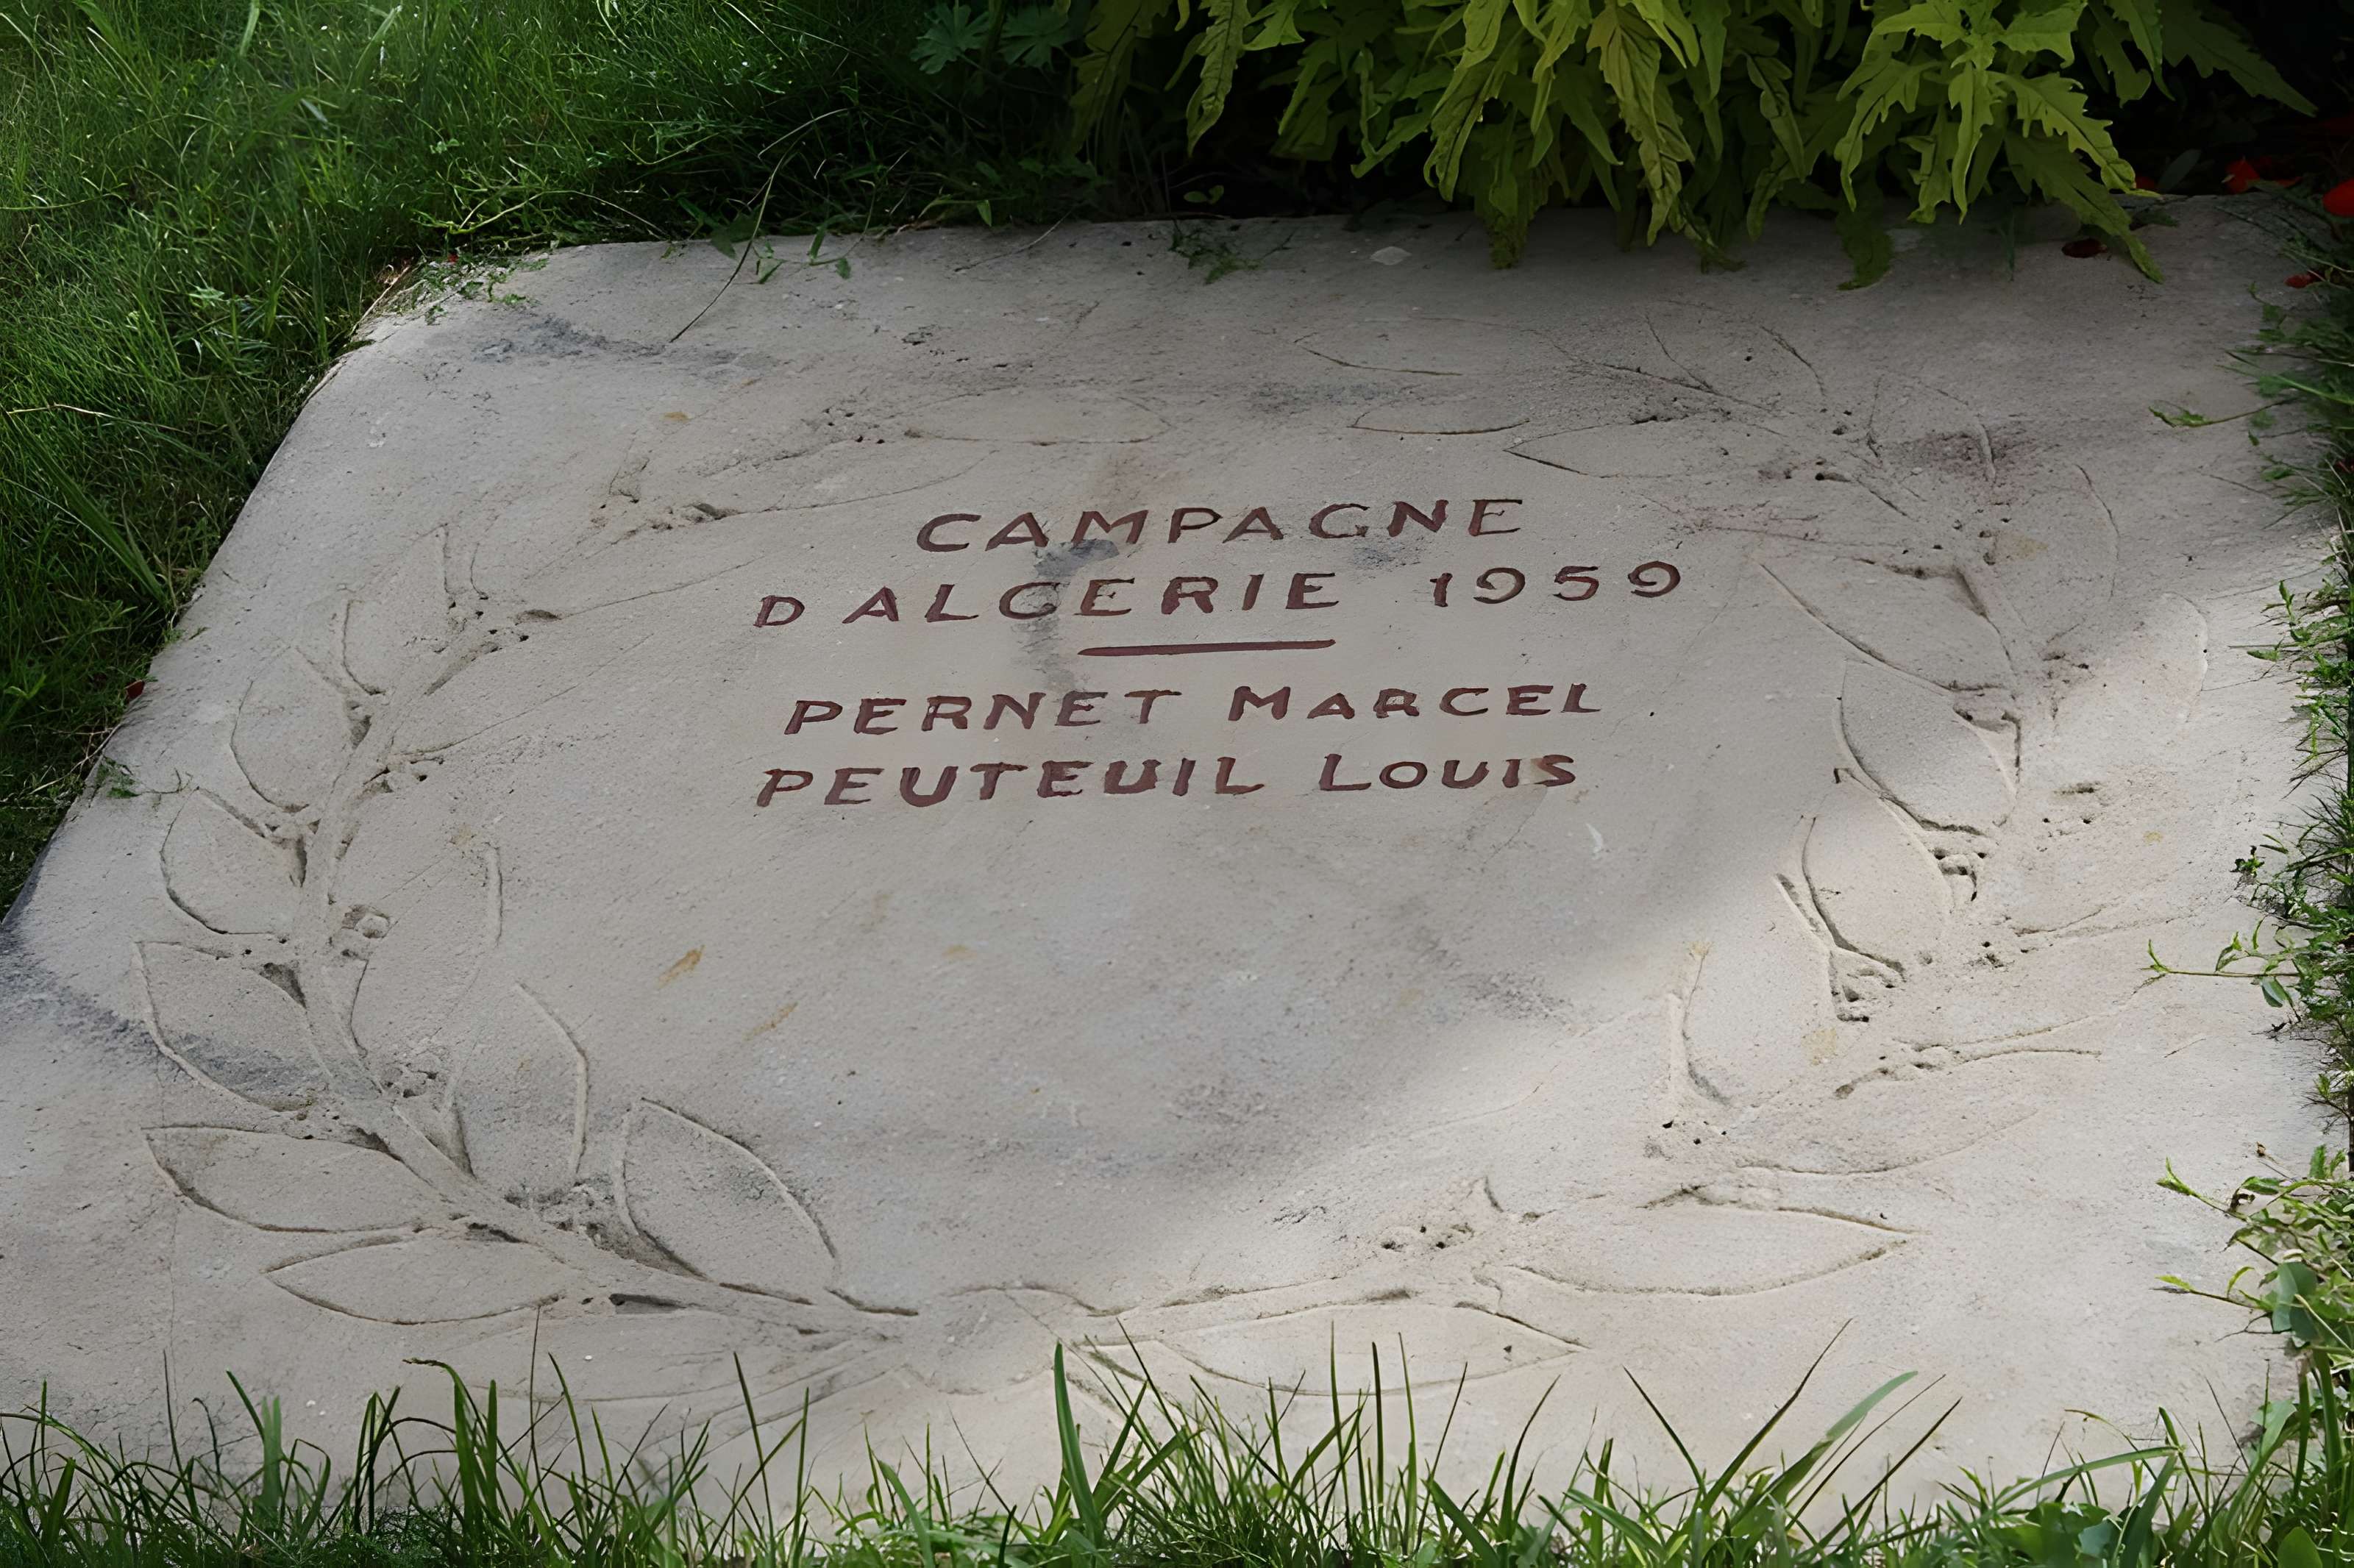 CAMPAGNE
D ALGERIE 1959
PERNET MARCEL
PEUTEUIL LOUIS